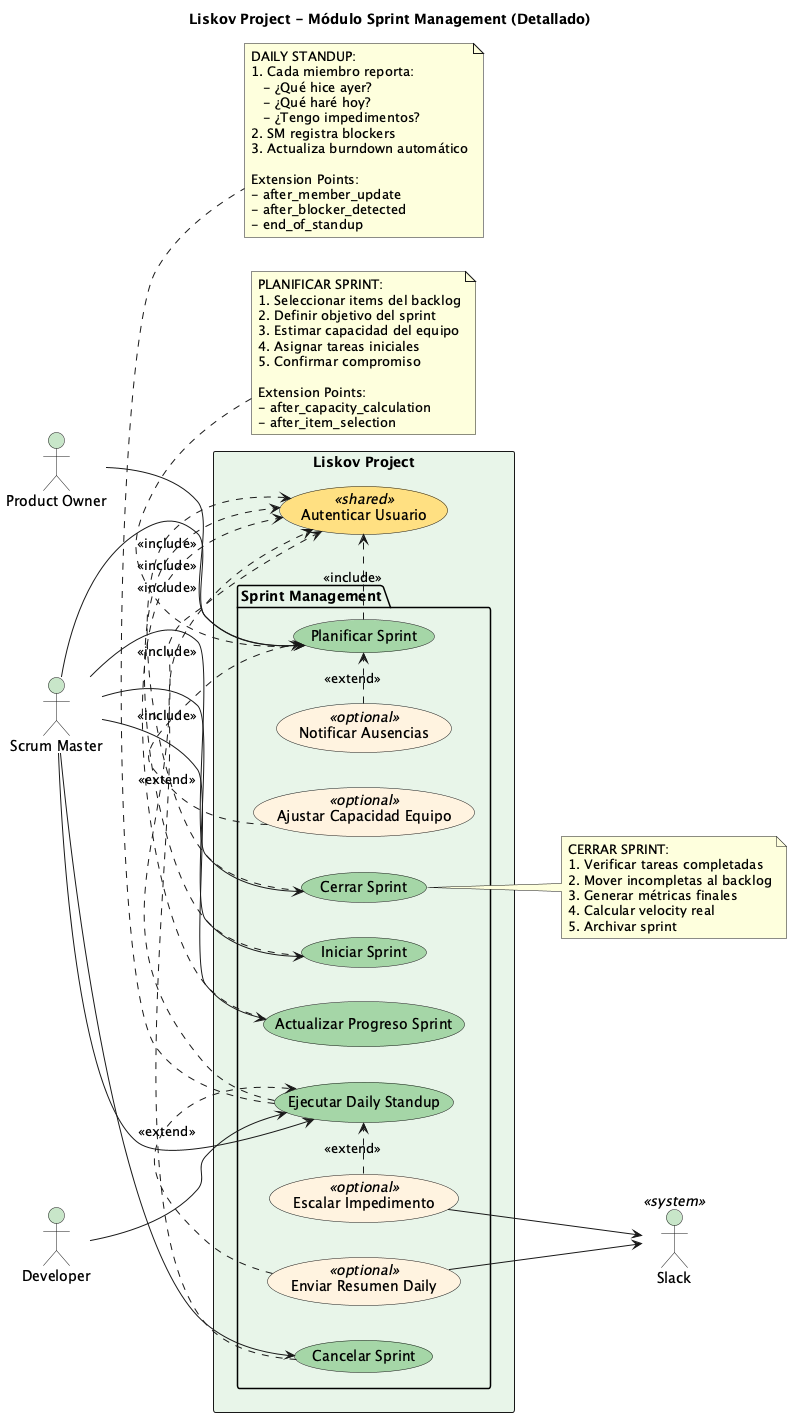 Liskov Project - Módulo Sprint Management (Detallado)
DAILY STANDUP:
1. Cada miembro reporta:
- ¿Qué hice ayer?
- ¿Qué haré hoy?
- ¿Tengo impedimentos?
2. SM registra blockers
3. Actualiza burndown automático
Extension Points:
- after_member_update
- after_blocker_detected
- end_of_standup
PLANIFICAR SPRINT:
1. Seleccionar items del backlog
2. Definir objetivo del sprint
3. Estimar capacidad del equipo
4. Asignar tareas iniciales
5. Confirmar compromiso
Extension Points:
- after_capacity_calculation
- after_item_selection
Liskov Project
Product Owner
«shared»
Autenticar Usuario
«include»
«include»
«include»
«include»
Sprint Management
Planificar Sprint
«include»
«extend»
Scrum Master
«include»
«optional»
Notificar Ausencias
«extend»
«optional»
Ajustar Capacidad Equipo
CERRAR SPRINT:
1. Verificar tareas completadas
2. Mover incompletas al backlog
3. Generar métricas finales
4. Calcular velocity real
5. Archivar sprint
Cerrar Sprint
Iniciar Sprint
Actualizar Progreso Sprint
Ejecutar Daily Standup
«extend»
«extend»
«optional»
Escalar Impedimento
«system»
Slack
Developer
«optional»
Enviar Resumen Daily
Cancelar Sprint